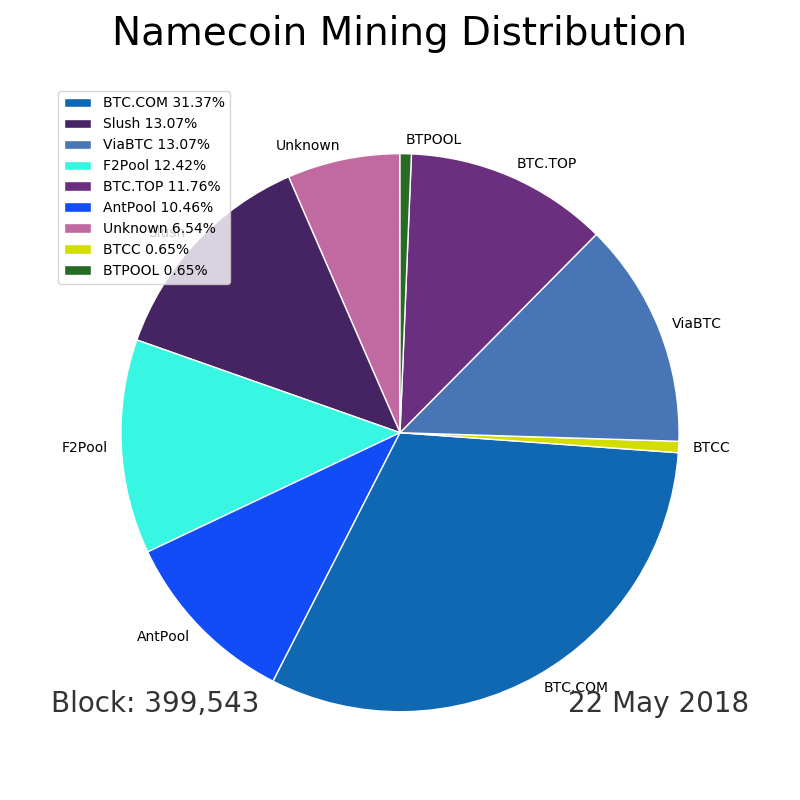 Namecoin Mining Distribution
BTC.COM 31.37%
Slush 13.07%
ViaBTC 13.07%
F2Pool 12.42%
BTC.TOP 11.76%
AntPool 10.46%
Unknown 6.54%
BTCC 0.65%
BTPOOL 0.65%
BTPOOL
Unknown
BTC.TOP
Slush
ViaBTC
F2Pool
BTCC
AntPool
BTC.COM
Block: 399,543
22 May 2018